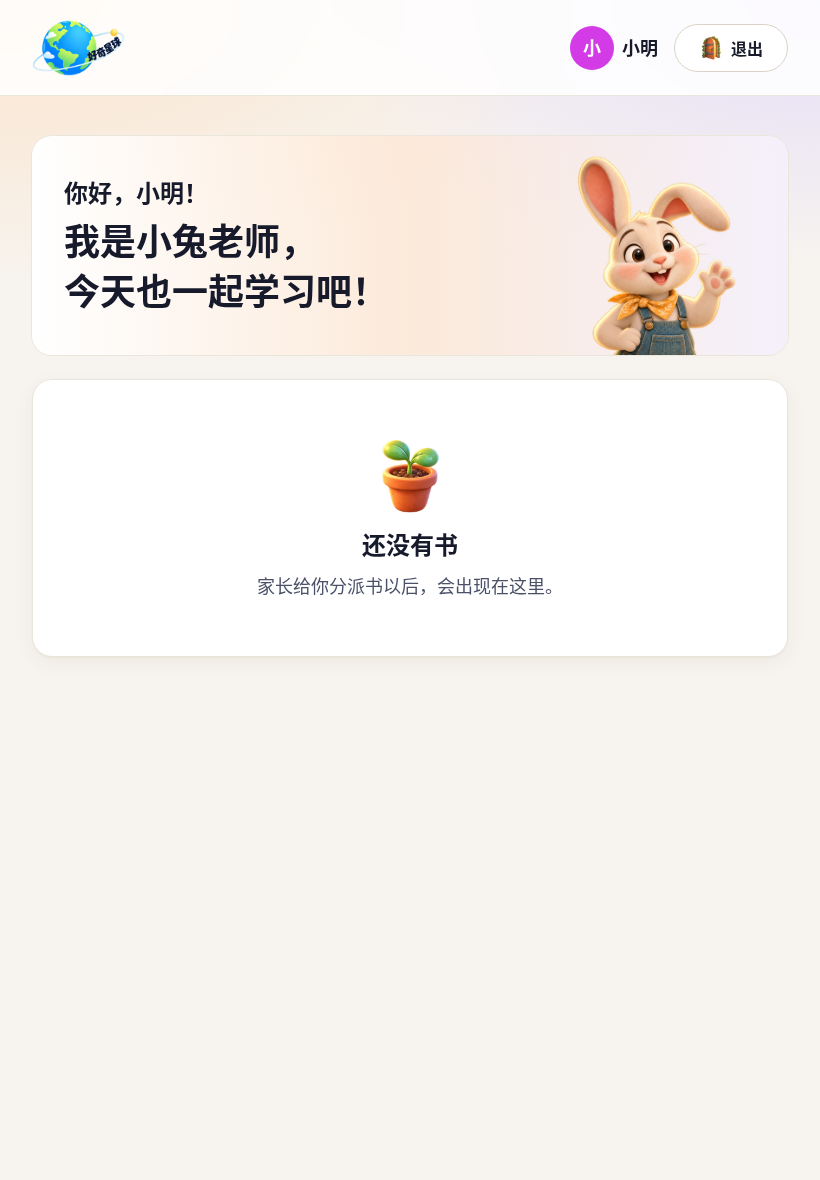 好奇星球
小 小明 退出
你好，小明！
我是小兔老师，
今天也一起学习吧！
还没有书
家长给你分派书以后，会出现在这里。